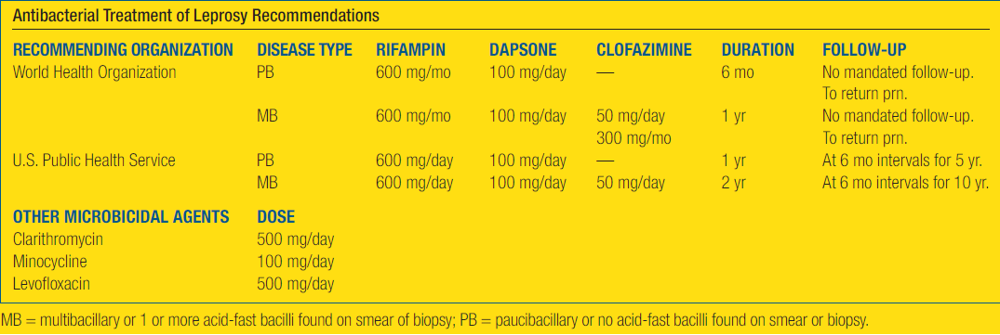 Antibacterial Treatment of Leprosy Recommendations
RECOMMENDING ORGANIZATION DISEASE TYPE RIFAMPIN DAPSONE CLOFAZIMINE DURATION FOLLOW-UP
World Health Organization PB 600 mg/mo 100 mg/day — 6 mo No mandated follow-up.
To return prn.
MB 600 mg/mo 100 mg/day 50 mg/day 1 yr No mandated follow-up.
300 mg/mo To return prn.
U.S. Public Health Service PB 600 mg/day 100 mg/day — 1 yr At 6 mo intervals for 5 yr.
MB 600 mg/day 100 mg/day 50 mg/day 2 yr At 6 mo intervals for 10 yr.
OTHER MICROBICIDAL AGENTS DOSE
Clarithromycin 500 mg/day
Minocycline 100 mg/day
Levofloxacin 500 mg/day
MB = multibacillary or 1 or more acid-fast bacilli found on smear of biopsy; PB = paucibacillary or no acid-fast bacilli found on smear or biopsy.